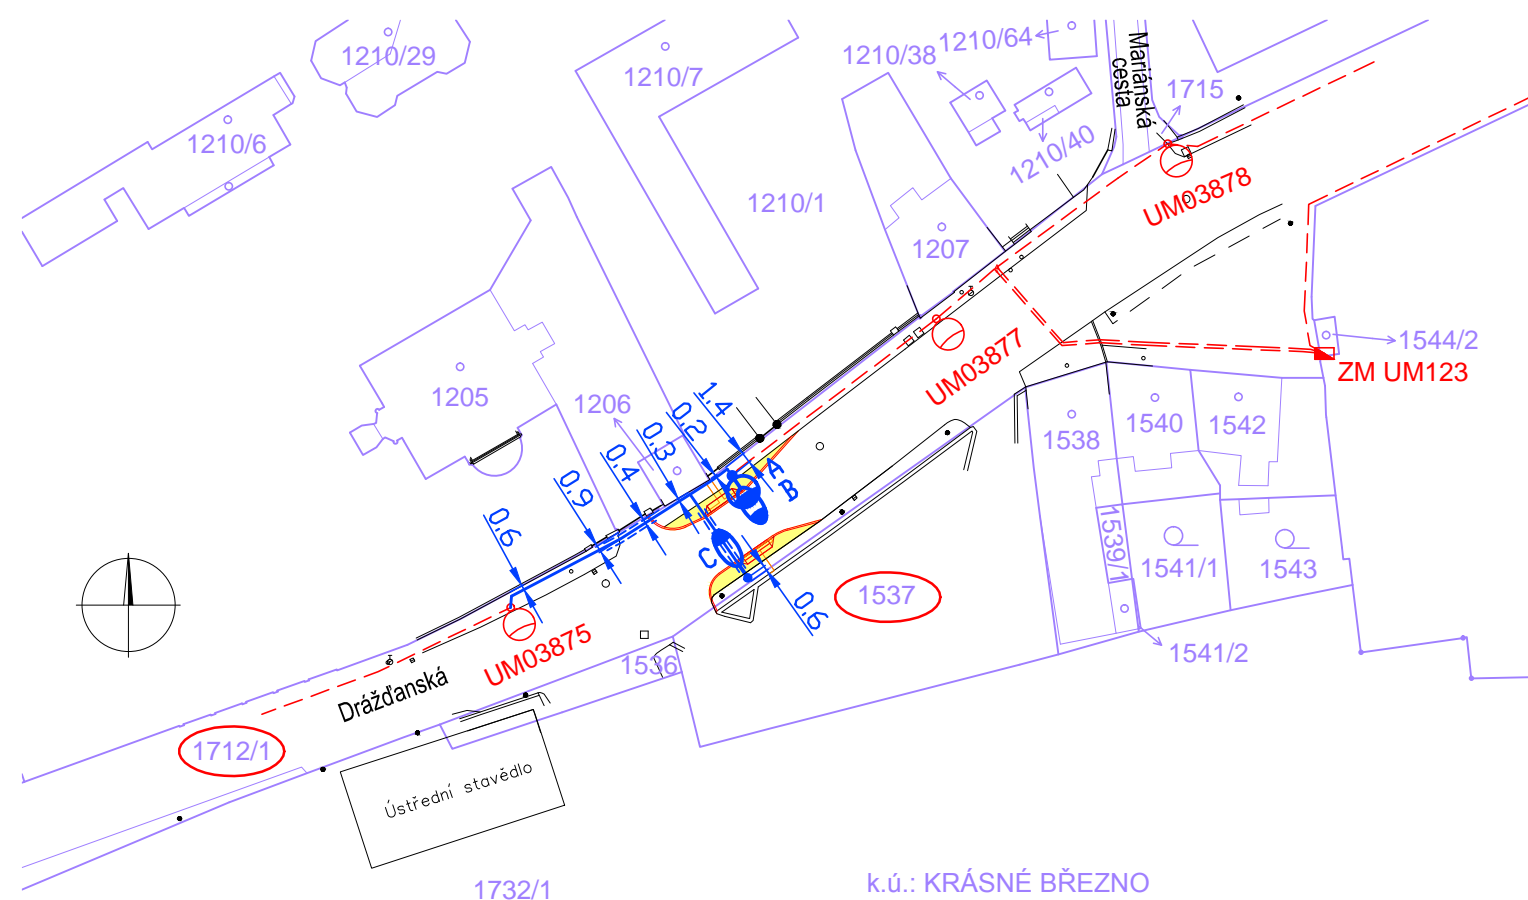 1210/29
1210/7
1210/38
1210/64
Mariánská
cesta
1715
1210/6
1210/40
1210/1
UM03878
1207
1544/2
ZM UM123
UM03877
1205
1206
1.4
0.2
0.3
0.4
0.9
0.6
A
B
C
0.6
1538
1540
1542
1539/1
1541/1
1543
1537
1541/2
UM03875
1536
Drážďanská
1712/1
Ústřední stavědlo
1732/1
k.ú.: KRÁSNÉ BŘEZNO